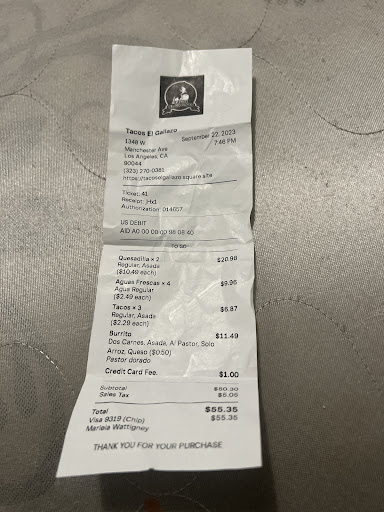 Tacos El Gallazo
1348 W
Manchester Ave
Los Angeles, CA
90044
(323) 270-0361
https://tacoselgallazo.square.site
September 22, 2023
7:46 PM
Ticket: 41
Receipt: jHx1
Authorization: 014657
US DEBIT
AID A0 00 00 00 98 08 40
TO GO
Quesadilla × 2 $20.98
Regular, Asada
($10.49 each)
Aguas Frescas × 4 $9.96
Agua Regular
($2.49 each)
Tacos × 3 $6.87
Regular, Asada
($2.29 each)
Burrito $11.49
Dos Carnes, Asada, Al Pastor, Solo
Arroz, Queso ($0.50)
Pastor dorado
Credit Card Fee. $1.00
Subtotal $50.30
Sales Tax $5.05
Total $55.35
Visa 9319 (Chip) $55.35
Mariela Wattigney
THANK YOU FOR YOUR PURCHASE